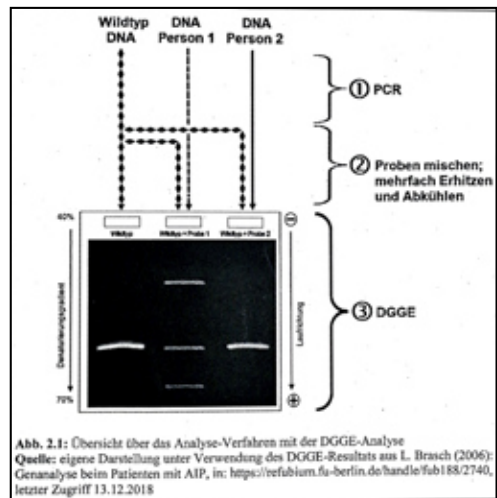 Wildtyp DNA DNA
DNA Person 1 Person 2
① PCR
② Proben mischen;
mehrfach Erhitzen
und Abkühlen
40%
⊖
Wildtyp Wildtyp + Probe 1 Wildtyp + Probe 2
Denaturierungsgradient
Laufrichtung
③ DGGE
70%
⊕
Abb. 2.1: Übersicht über das Analyse-Verfahren mit der DGGE-Analyse
Quelle: eigene Darstellung unter Verwendung des DGGE-Resultats aus L. Brasch (2006):
Genanalyse beim Patienten mit AIP, in: https://refubium.fu-berlin.de/handle/fub188/2740,
letzter Zugriff 13.12.2018